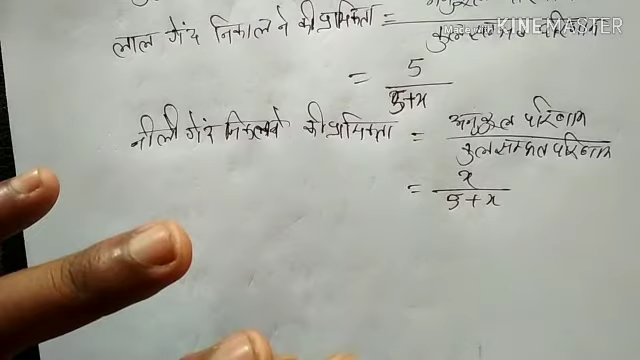 लाल गेंद निकालने की प्रायिकता =
KINEMASTER
= 5
5+x
नीली गेंद निकलने की प्रायिकता = अनुकूल परिणाम
कुल सम्भव परिणाम
= x
5+x